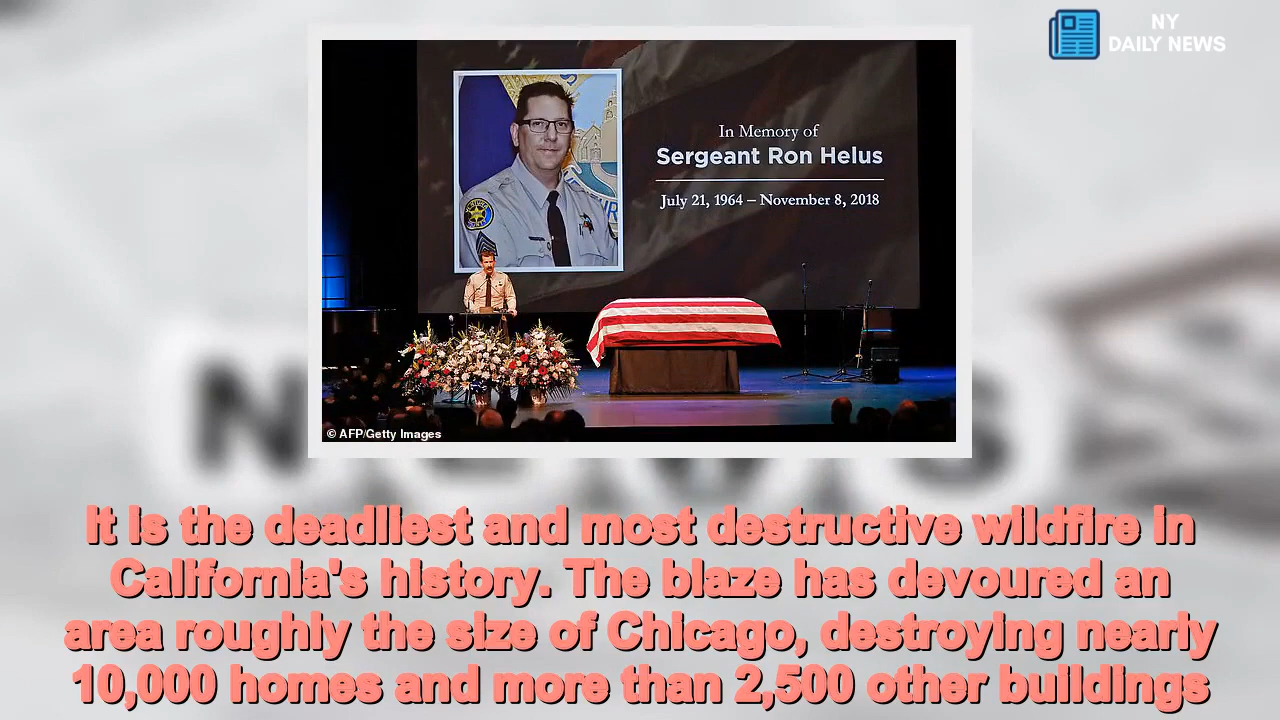 NY
DAILY NEWS
In Memory of
Sergeant Ron Helus
July 21, 1964 – November 8, 2018
© AFP/Getty Images
It is the deadliest and most destructive wildfire in
California's history. The blaze has devoured an
area roughly the size of Chicago, destroying nearly
10,000 homes and more than 2,500 other buildings